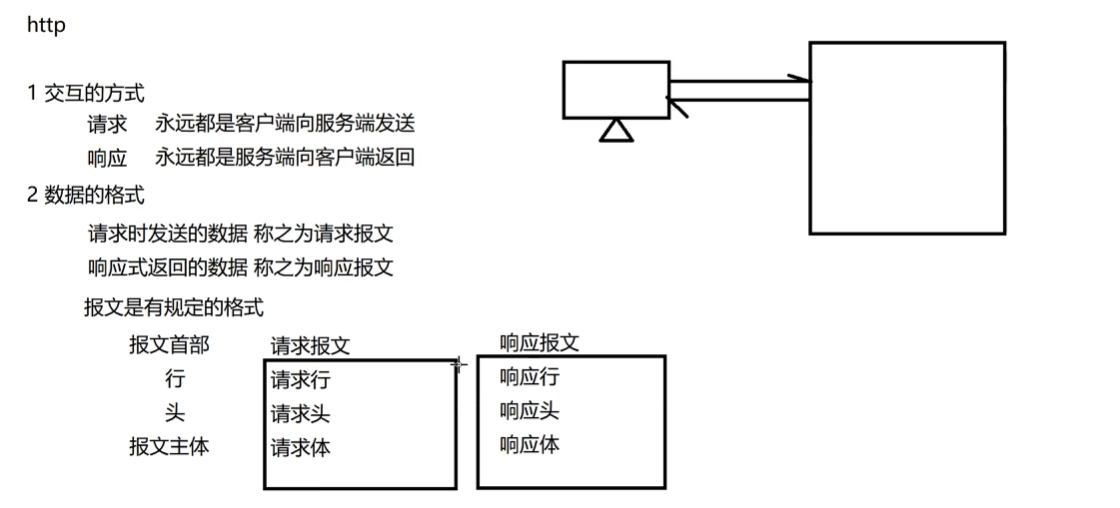 http
1 交互的方式
请求 永远都是客户端向服务端发送
响应 永远都是服务端向客户端返回
2 数据的格式
请求时发送的数据 称之为请求报文
响应式返回的数据 称之为响应报文
报文是有规定的格式
报文首部 请求报文 响应报文
行 请求行 响应行
头 请求头 响应头
报文主体 请求体 响应体